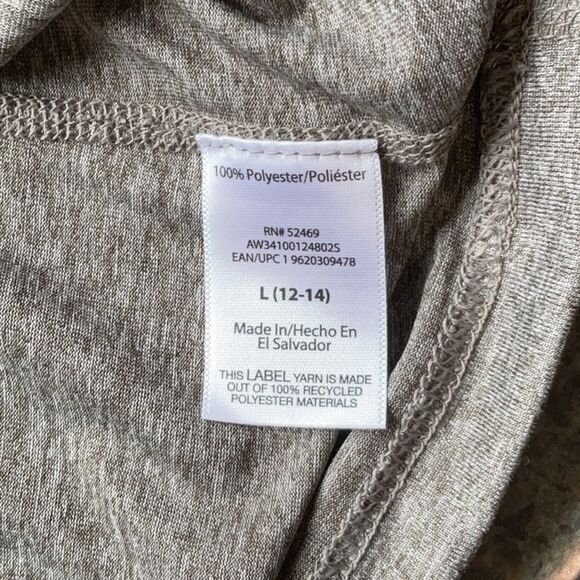 100% Polyester/Poliéster
RN# 52469
AW34100124802S
EAN/UPC 1 9620309478
L (12-14)
Made In/Hecho En
El Salvador
THIS LABEL YARN IS MADE
OUT OF 100% RECYCLED
POLYESTER MATERIALS